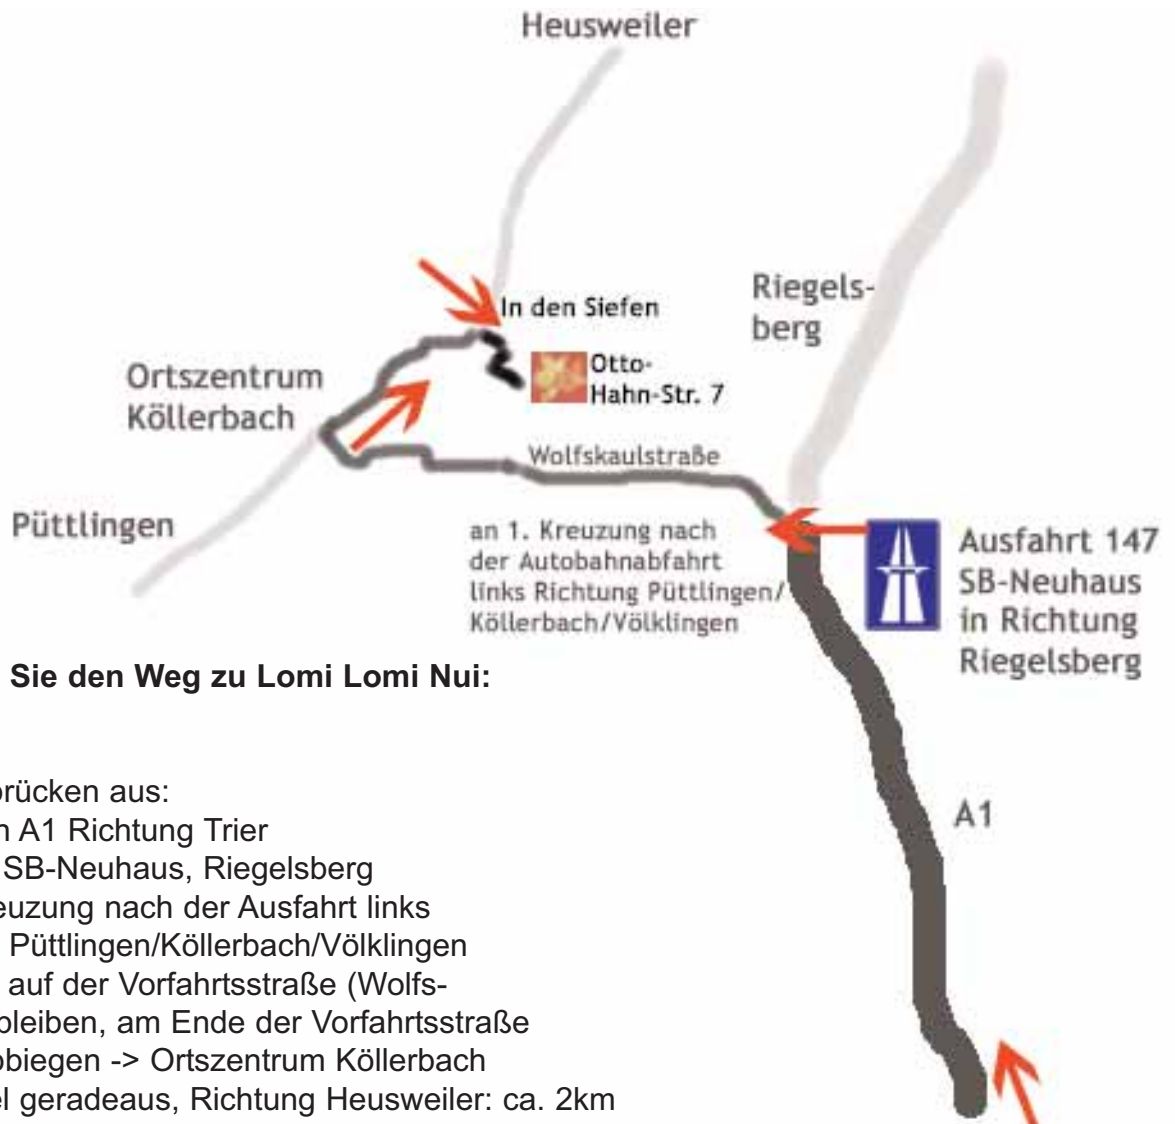 Heusweiler
In den Siefen
Otto-
Hahn-Str. 7
Riegels-
berg
Ortszentrum
Köllerbach
Wolfskaulstraße
Püttlingen
an 1. Kreuzung nach
der Autobahnabfahrt
links Richtung Püttlingen/
Köllerbach/Völklingen
Ausfahrt 147
SB-Neuhaus
in Richtung
Riegelsberg
A1
Sie den Weg zu Lomi Lomi Nui:
brücken aus:
n A1 Richtung Trier
SB-Neuhaus, Riegelsberg
euzung nach der Ausfahrt links
Püttlingen/Köllerbach/Völklingen
auf der Vorfahrtsstraße (Wolfs-
bleiben, am Ende der Vorfahrtsstraße
obiegen -> Ortszentrum Köllerbach
el geradeaus, Richtung Heusweiler: ca. 2km